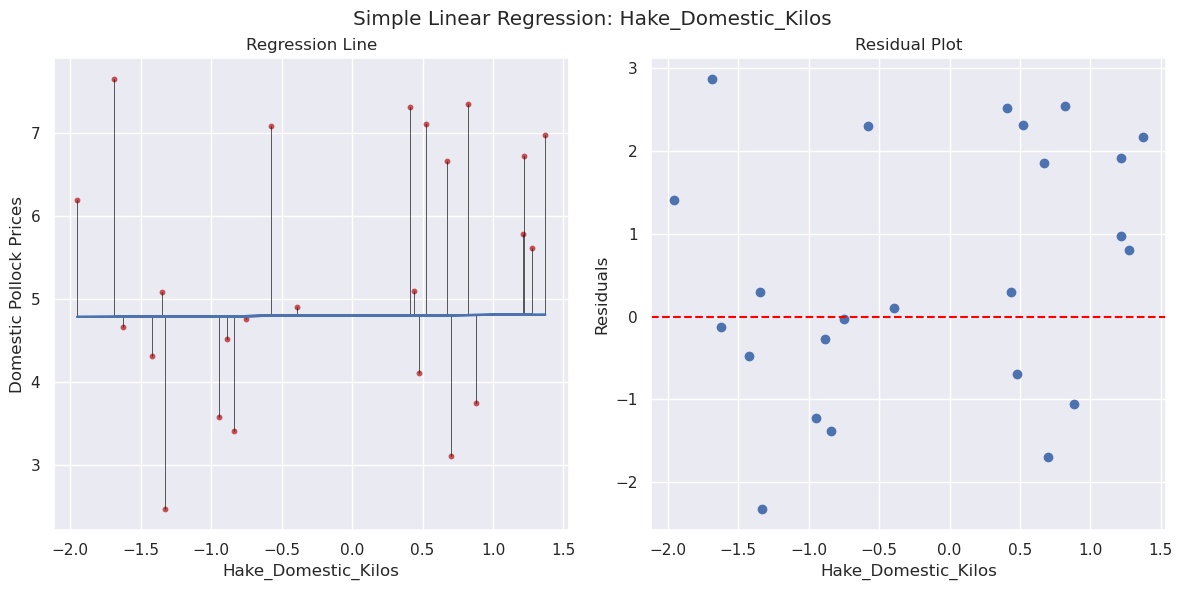 Simple Linear Regression: Hake_Domestic_Kilos
Regression Line
Domestic Pollock Prices
7
6
5
4
3
−2.0 −1.5 −1.0 −0.5 0.0 0.5 1.0 1.5
Hake_Domestic_Kilos
Residual Plot
Residuals
3
2
1
0
−1
−2
−2.0 −1.5 −1.0 −0.5 0.0 0.5 1.0 1.5
Hake_Domestic_Kilos